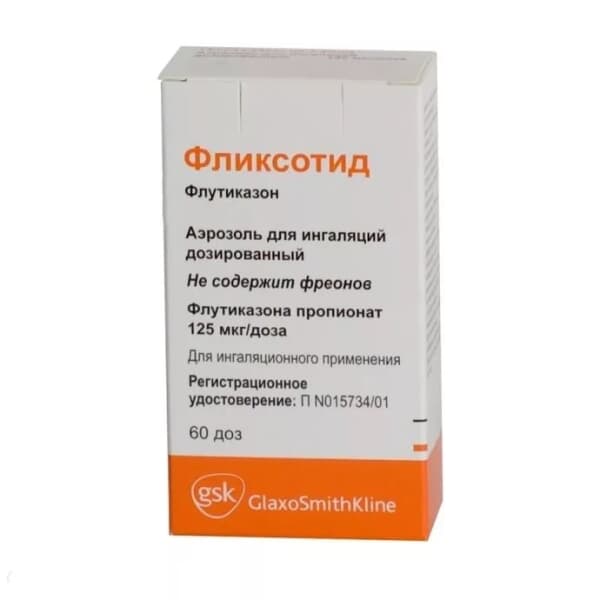 Фликсотид
Флутиказон
Аэрозоль для ингаляций
дозированный
Не содержит фреонов
Флутиказона пропионат
125 мкг/доза
Для ингаляционного применения
Регистрационное
удостоверение: П N015734/01
60 доз
gsk GlaxoSmithKline